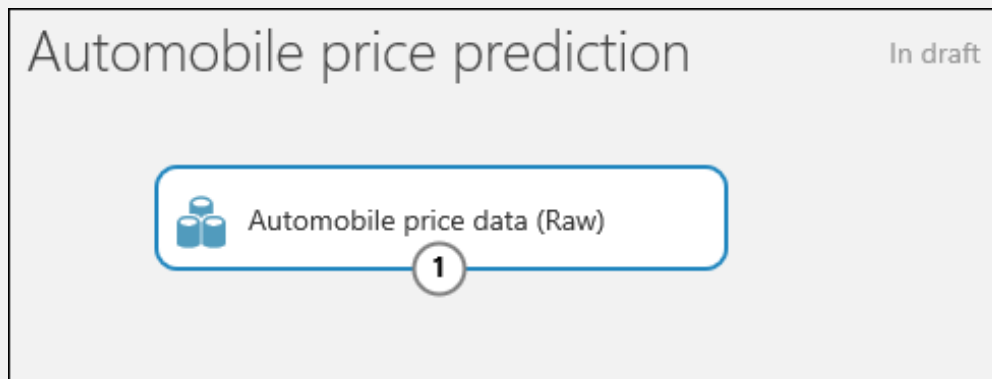 Automobile price prediction
In draft
Automobile price data (Raw)
1